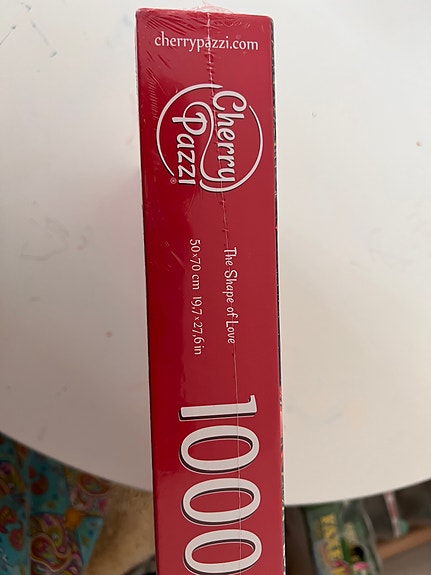 cherrypazzi.com
Cherry
Pazzi®
The Shape of Love
50x70 cm 19,7x27,6 in
1000